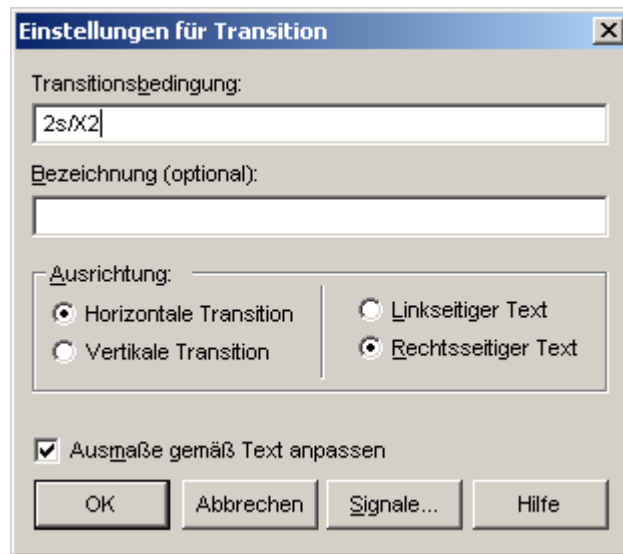 Einstellungen für Transition
Transitionsbedingung:
2s/X2
Bezeichnung (optional):
Ausrichtung:
Horizontale Transition
Linkseitiger Text
Vertikale Transition
Rechtsseitiger Text
Ausmaße gemäß Text anpassen
OK Abbrechen Signale... Hilfe